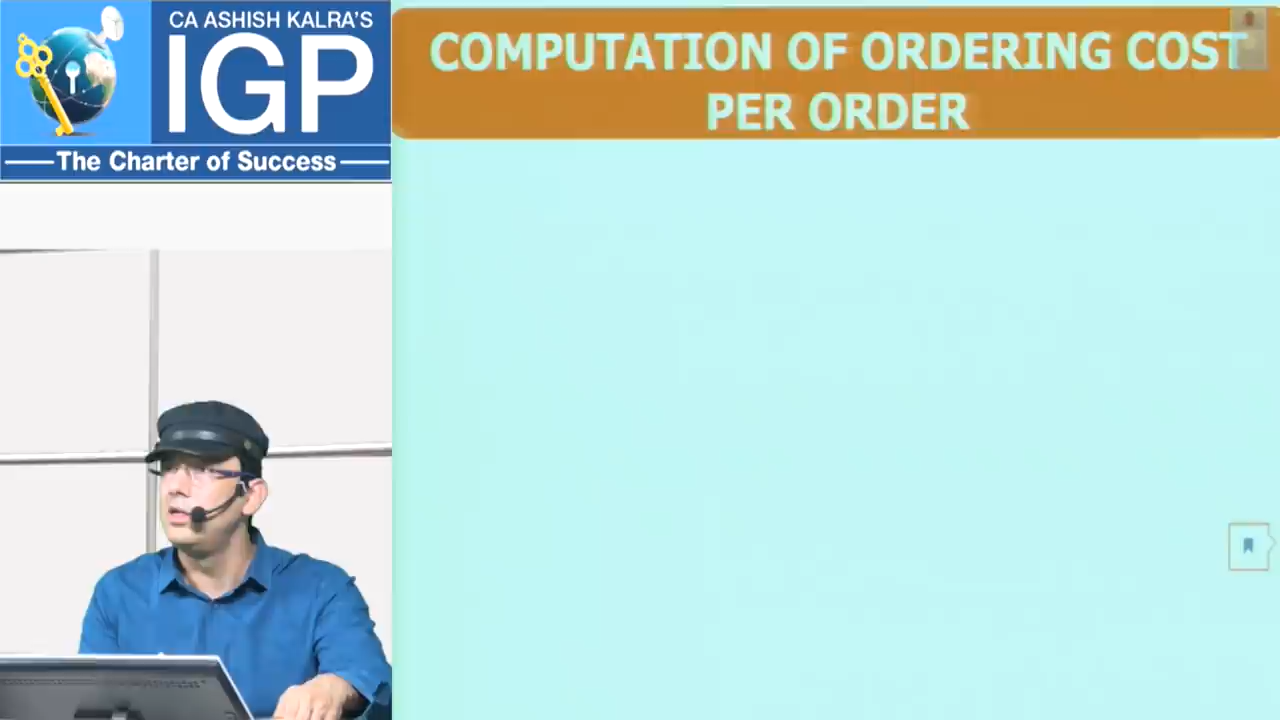 CA ASHISH KALRA'S
IGP
The Charter of Success
COMPUTATION OF ORDERING COST
PER ORDER